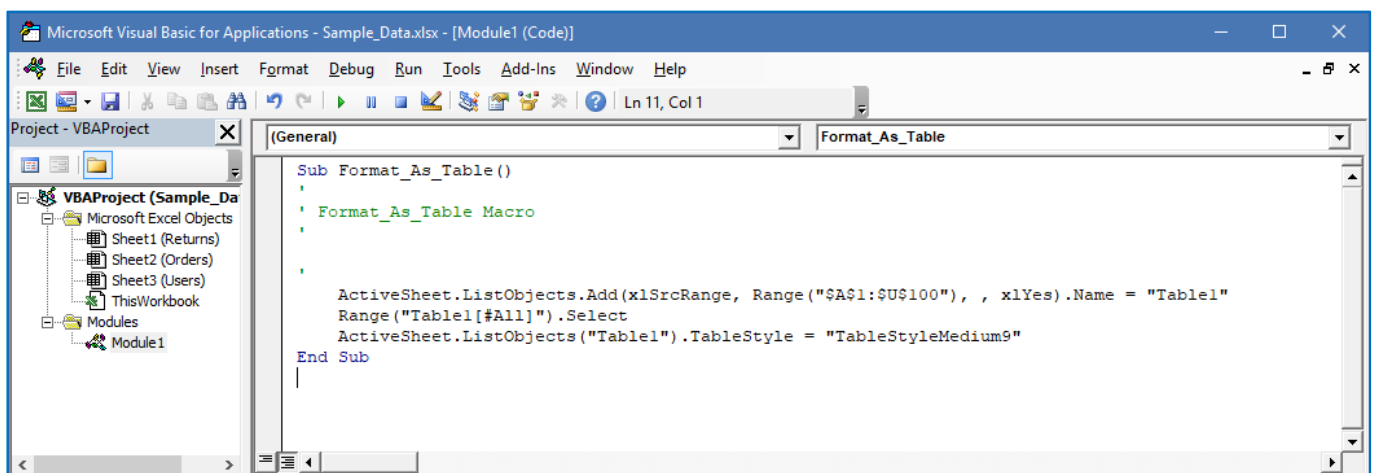 Microsoft Visual Basic for Applications - Sample_Data.xlsx - [Module1 (Code)]
File Edit View Insert Format Debug Run Tools Add-Ins Window Help
Ln 11, Col 1
Project - VBAProject
(General) Format_As_Table
VBAProject (Sample_Da
Microsoft Excel Objects
Sheet1 (Returns)
Sheet2 (Orders)
Sheet3 (Users)
ThisWorkbook
Modules
Module1
Sub Format_As_Table()
'
' Format_As_Table Macro
'
'
ActiveSheet.ListObjects.Add(xlSrcRange, Range("$A$1:$U$100"), , xlYes).Name = "Table1"
Range("Table1[#All]").Select
ActiveSheet.ListObjects("Table1").TableStyle = "TableStyleMedium9"
End Sub